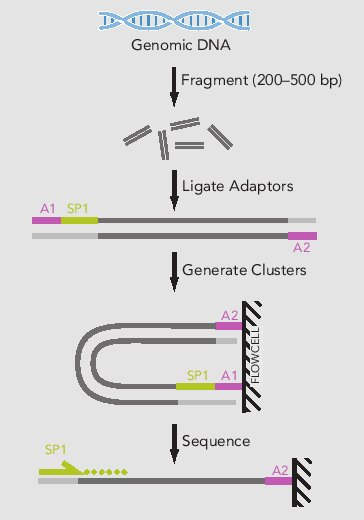 Genomic DNA
Fragment (200–500 bp)
Ligate Adaptors
A1 SP1
A2
Generate Clusters
A2
FLOWCELL
SP1 A1
Sequence
SP1
A2